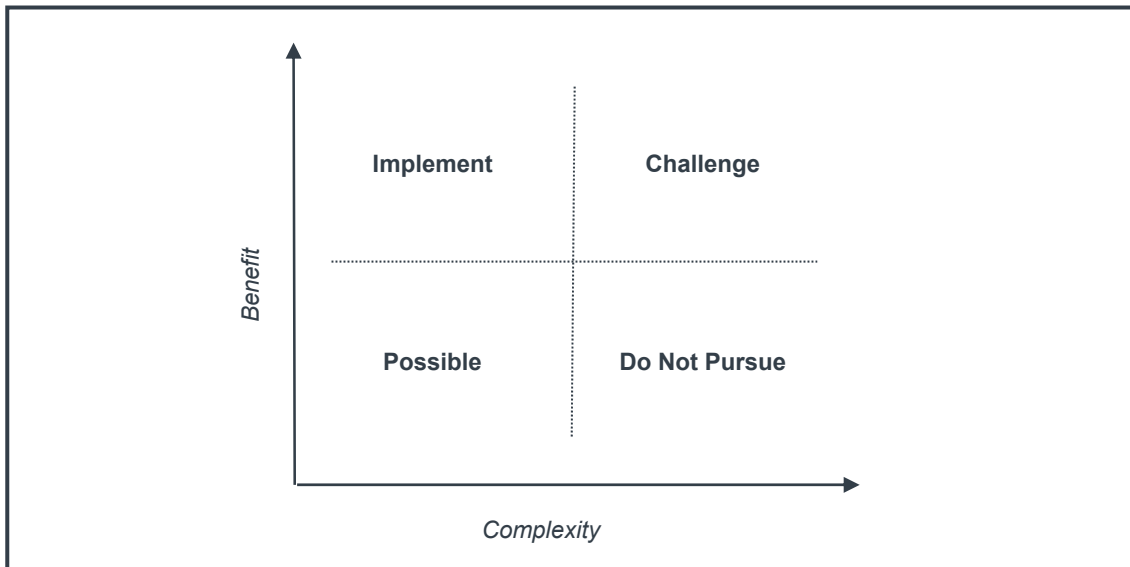 Implement
Challenge
Benefit
Possible
Do Not Pursue
Complexity